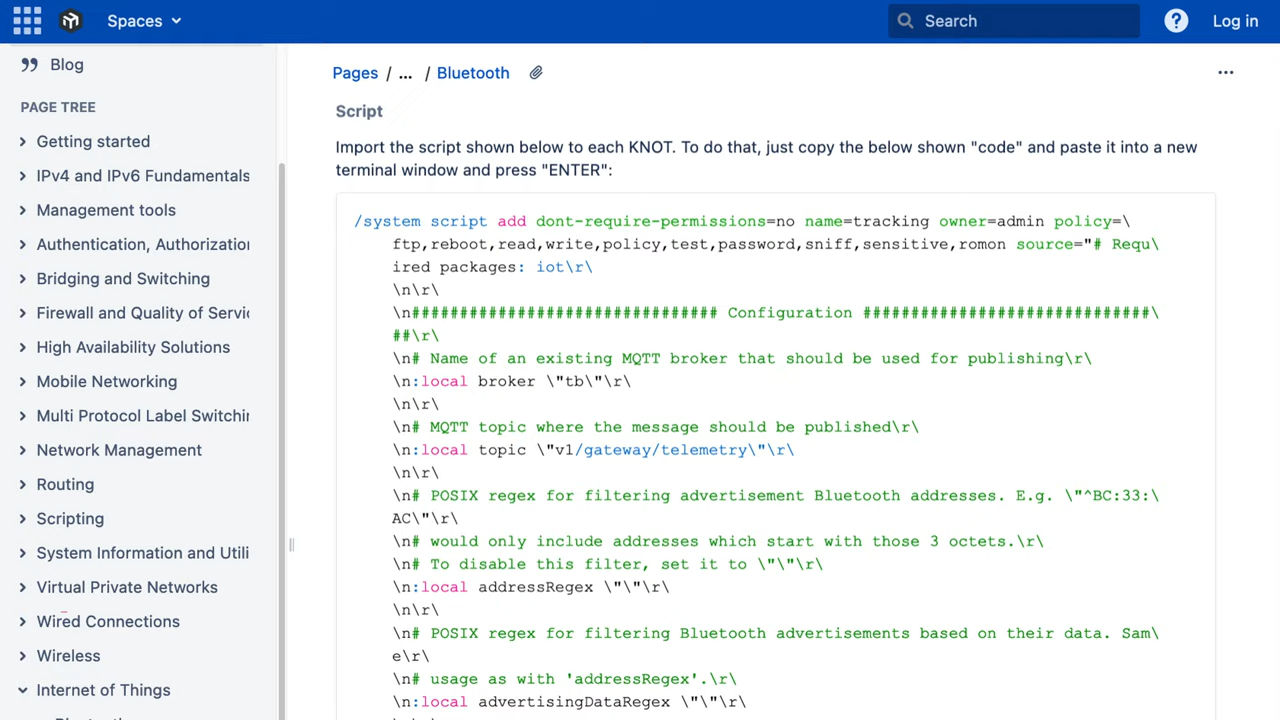 Spaces
Search
Log in
Blog
PAGE TREE
Getting started
IPv4 and IPv6 Fundamentals
Management tools
Authentication, Authorization
Bridging and Switching
Firewall and Quality of Servic
High Availability Solutions
Mobile Networking
Multi Protocol Label Switchin
Network Management
Routing
Scripting
System Information and Utili
Virtual Private Networks
Wired Connections
Wireless
Internet of Things
Pages / ... / Bluetooth
Script
Import the script shown below to each KNOT. To do that, just copy the below shown "code" and paste it into a new
terminal window and press "ENTER":
/system script add dont-require-permissions=no name=tracking owner=admin policy=\
ftp,reboot,read,write,policy,test,password,sniff,sensitive,romon source="# Requ\
ired packages: iot\r\
\n\r\
\n################################ Configuration ##############################\
##\r\
\n# Name of an existing MQTT broker that should be used for publishing\r\
\n:local broker \"tb\"\r\
\n\r\
\n# MQTT topic where the message should be published\r\
\n:local topic \"v1/gateway/telemetry\"\r\
\n\r\
\n# POSIX regex for filtering advertisement Bluetooth addresses. E.g. \"^BC:33:\
AC\"\r\
\n# would only include addresses which start with those 3 octets.\r\
\n# To disable this filter, set it to \"\"\r\
\n:local addressRegex \"\"\r\
\n\r\
\n# POSIX regex for filtering Bluetooth advertisements based on their data. Sam\
e\r\
\n# usage as with 'addressRegex'.\r\
\n:local advertisingDataRegex \"\"\r\